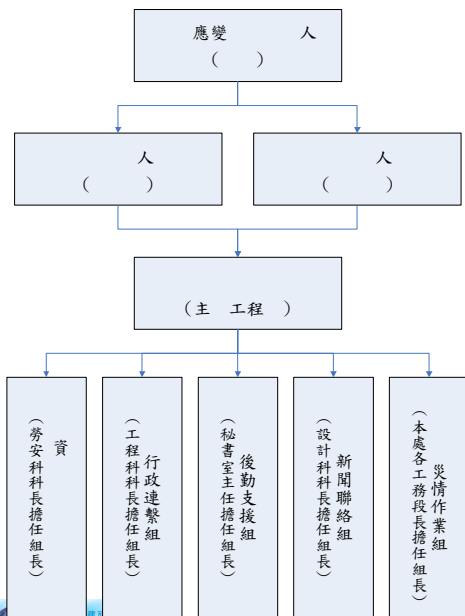 應變 人
( )
人
( )
人
( )
(主 工程 )
資
(勞安科科長擔任組長)
行政連繫組
(工程科科長擔任組長)
後勤支援組
(秘書室主任擔任組長)
新聞聯絡組
(設計科科長擔任組長)
災情作業組
(本處各工務段長擔任組長)